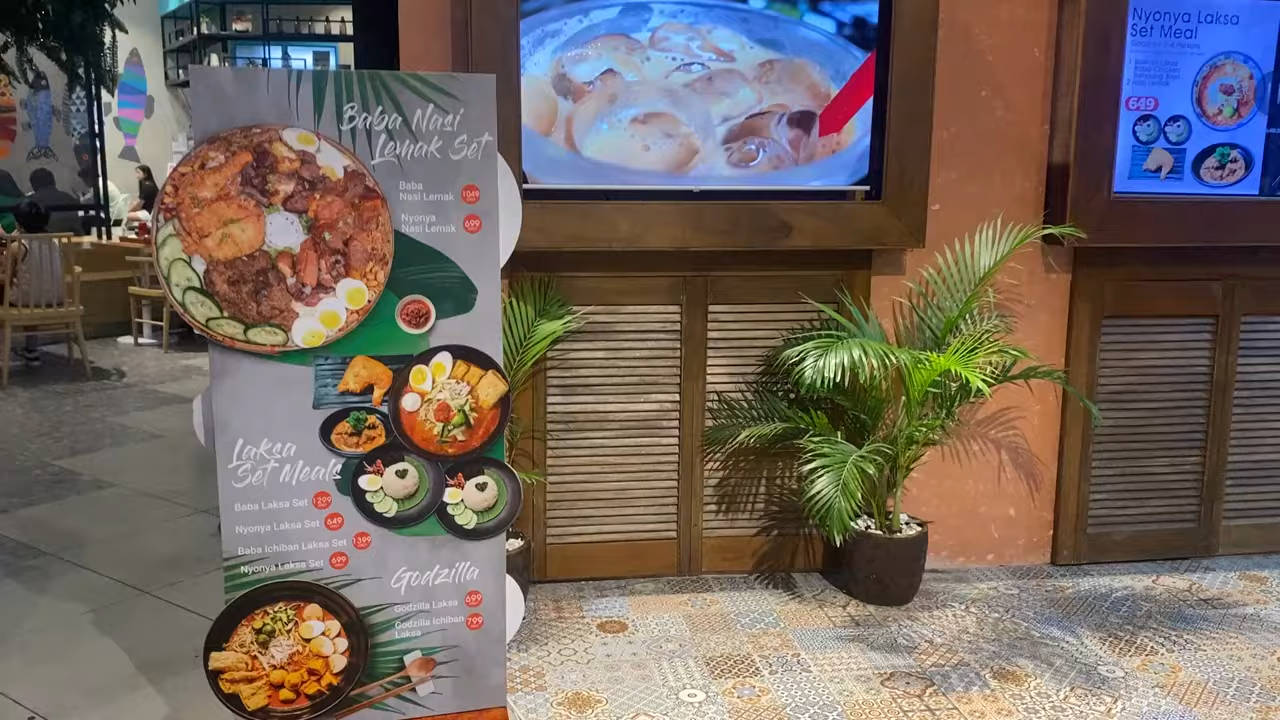 Baba Nasi
Lemak Set
Baba
Nasi Lemak 1049
Nyonya
Nasi Lemak 699
Laksa
Set Meals
Baba Laksa Set 1299
Nyonya Laksa Set 649
Baba Ichiban Laksa Set 1399
Nyonya Laksa Set 699
Godzilla
Godzilla Laksa 699
Godzilla Ichiban
Laksa 799
Nyonya Laksa
Set Meal
649